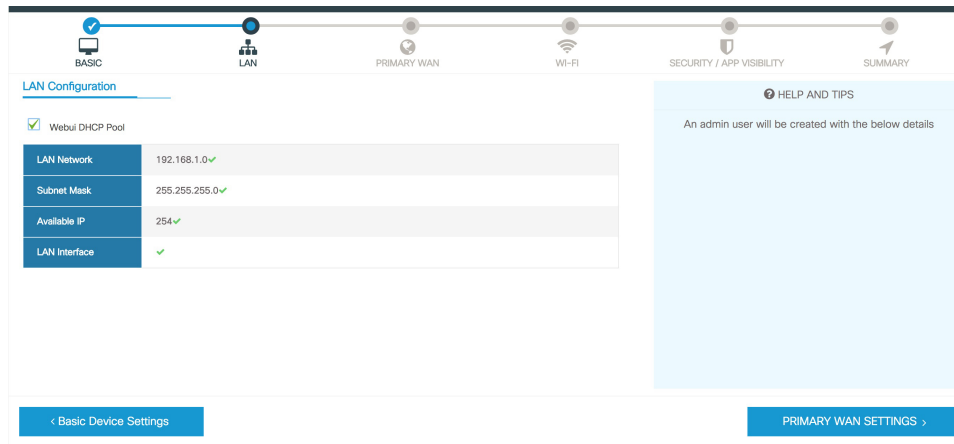 BASIC
LAN
PRIMARY WAN
WI-FI
SECURITY / APP VISIBILITY
SUMMARY
LAN Configuration
Webui DHCP Pool
LAN Network 192.168.1.0
Subnet Mask 255.255.255.0
Available IP 254
LAN Interface
HELP AND TIPS
An admin user will be created with the below details
< Basic Device Settings
PRIMARY WAN SETTINGS >